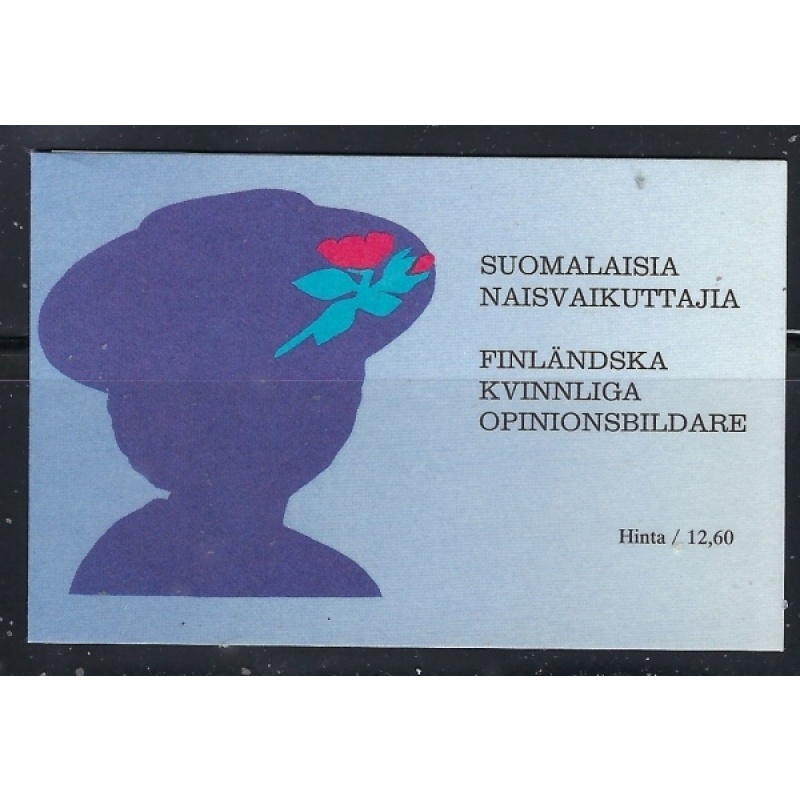 SUOMALAISIA
NAISVAIKUTTAJIA
FINLÄNDSKA
KVINNLIGA
OPINIONSBILDARE
Hinta / 12,60